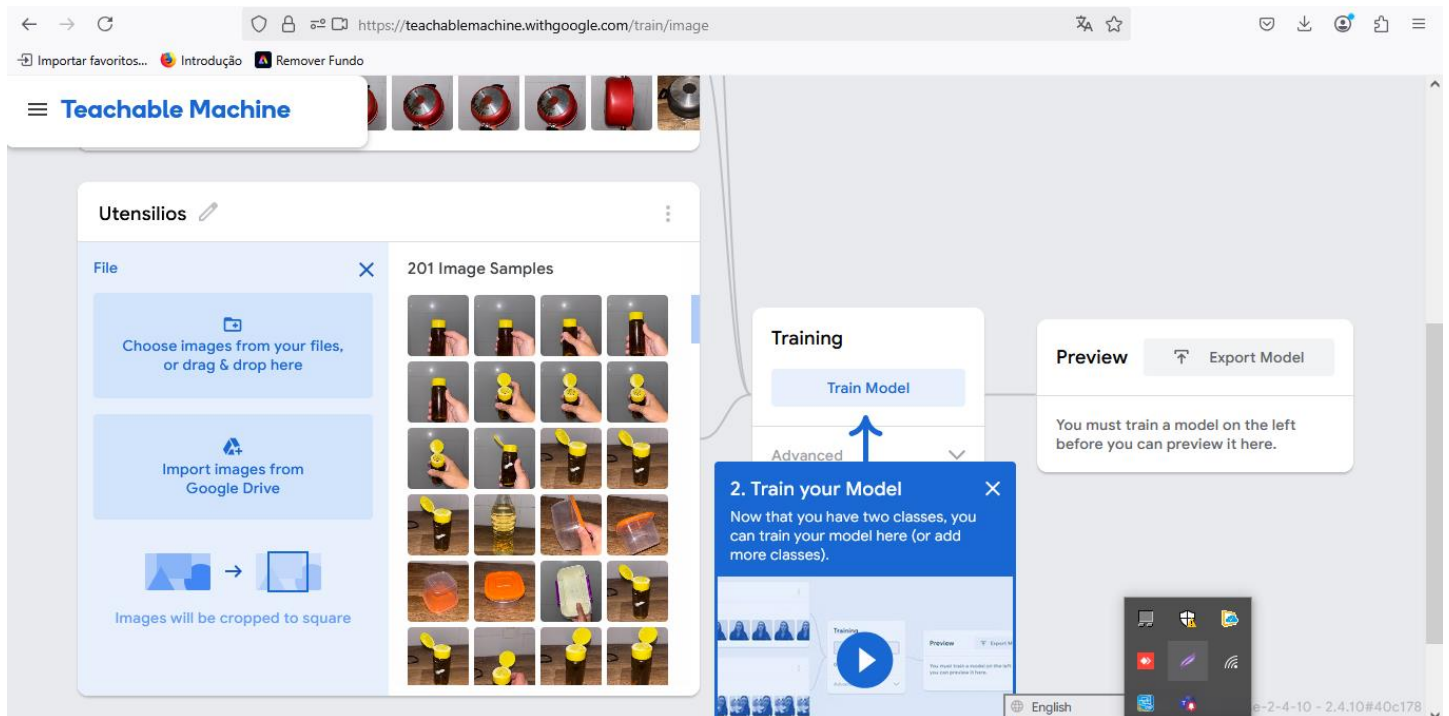 https://teachablemachine.withgoogle.com/train/image
Importar favoritos... Introdução Remover Fundo
Teachable Machine
Utensilios
File
201 Image Samples
Choose images from your files,
or drag & drop here
Import images from
Google Drive
Images will be cropped to square
Training
Train Model
Advanced
2. Train your Model
Now that you have two classes, you
can train your model here (or add
more classes).
Preview Export Model
You must train a model on the left
before you can preview it here.
English
e-2-4-10 - 2.4.10#40c178